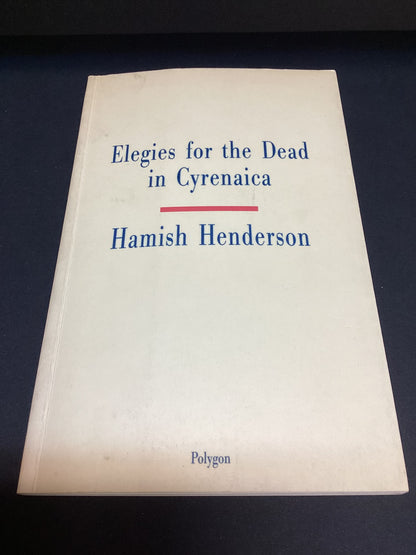 Elegies for the Dead
in Cyrenaica
Hamish Henderson
Polygon